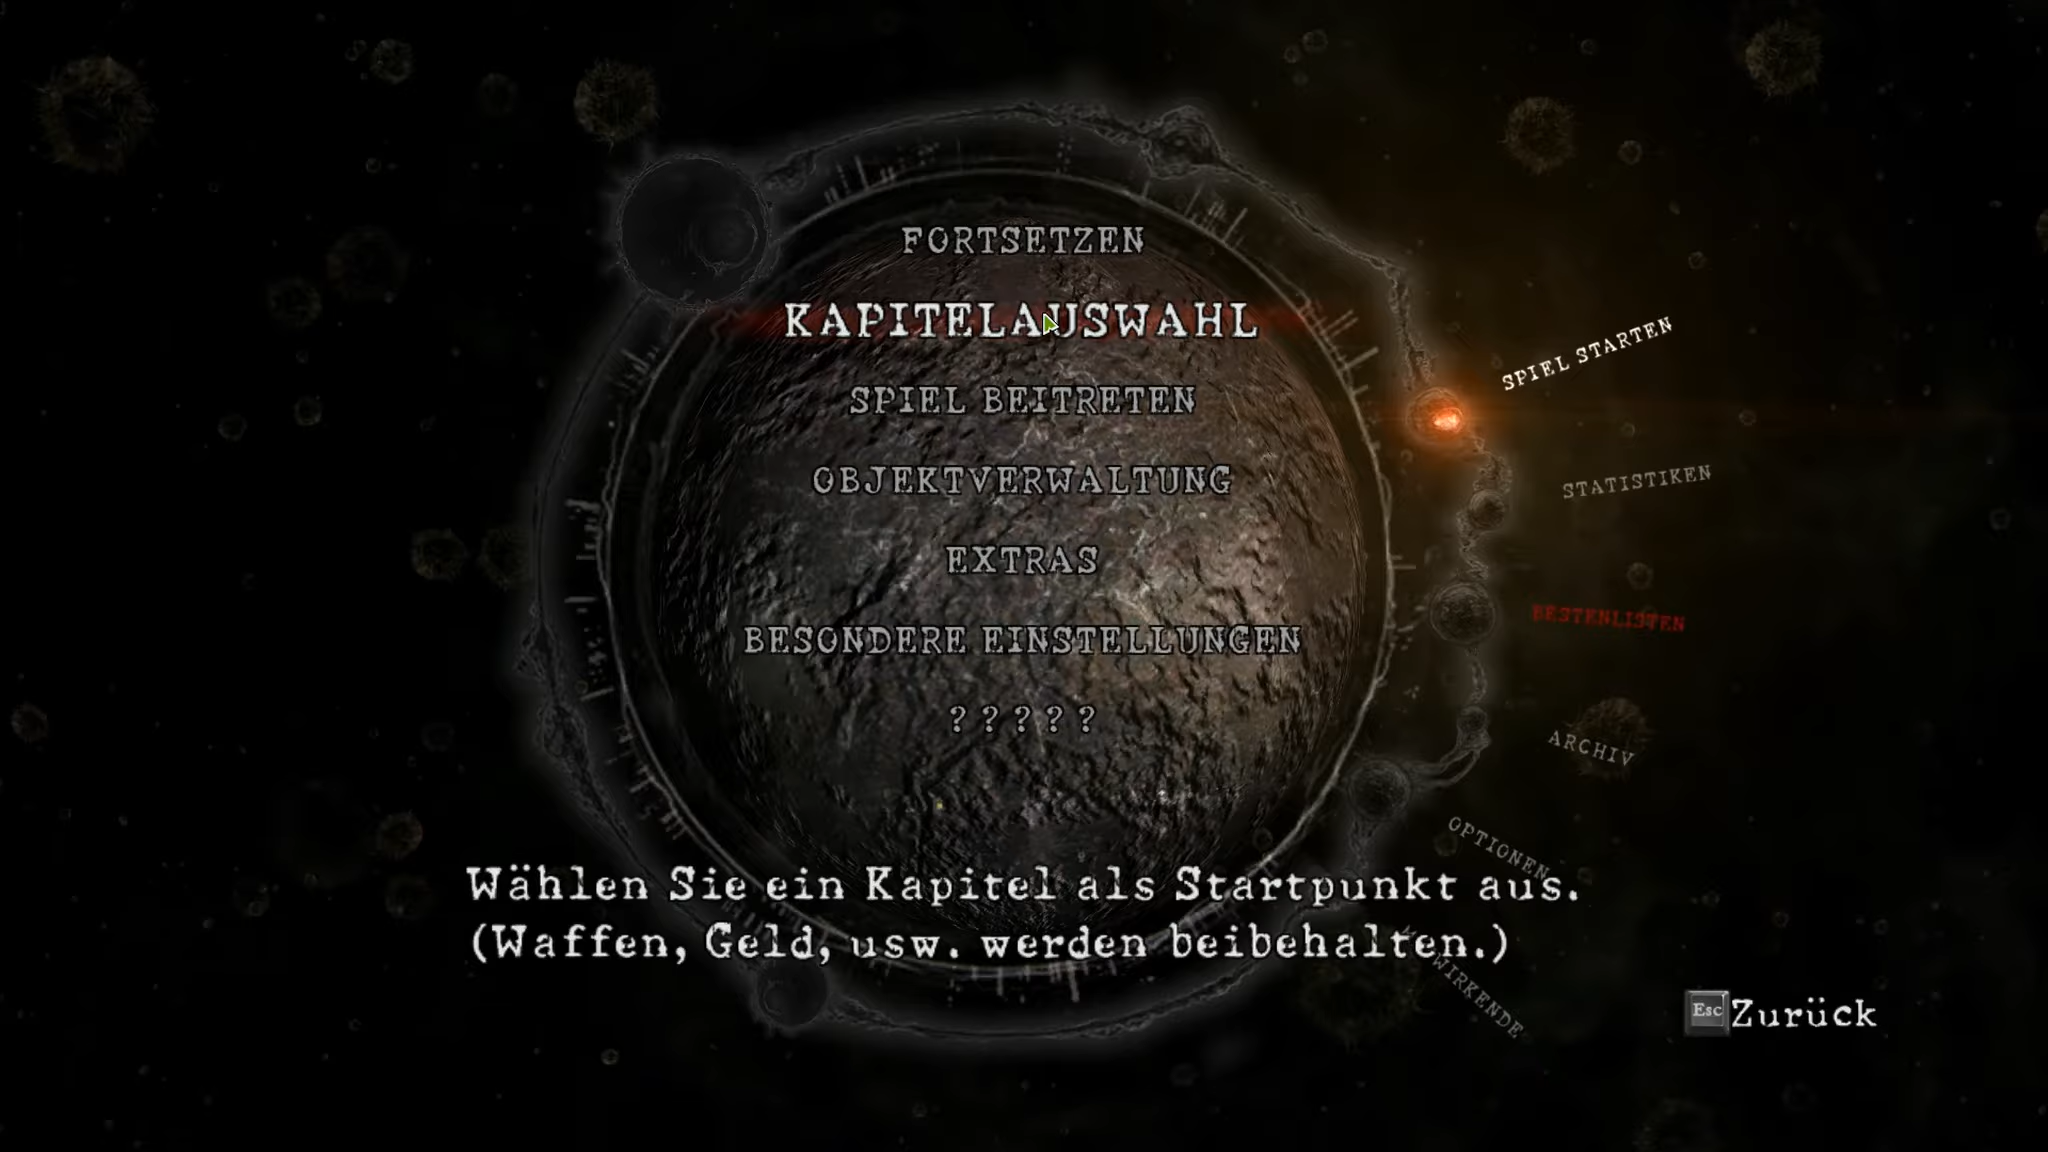 FORTSETZEN
KAPITELAUSWAHL
SPIEL BEITRETEN
OBJEKTVERWALTUNG
EXTRAS
BESONDERE EINSTELLUNGEN
?????
SPIEL STARTEN
STATISTIKEN
BESTENLISTEN
ARCHIV
OPTIONEN
Wählen Sie ein Kapitel als Startpunkt aus.
(Waffen, Geld, usw. werden beibehalten.)
Esc Zurück